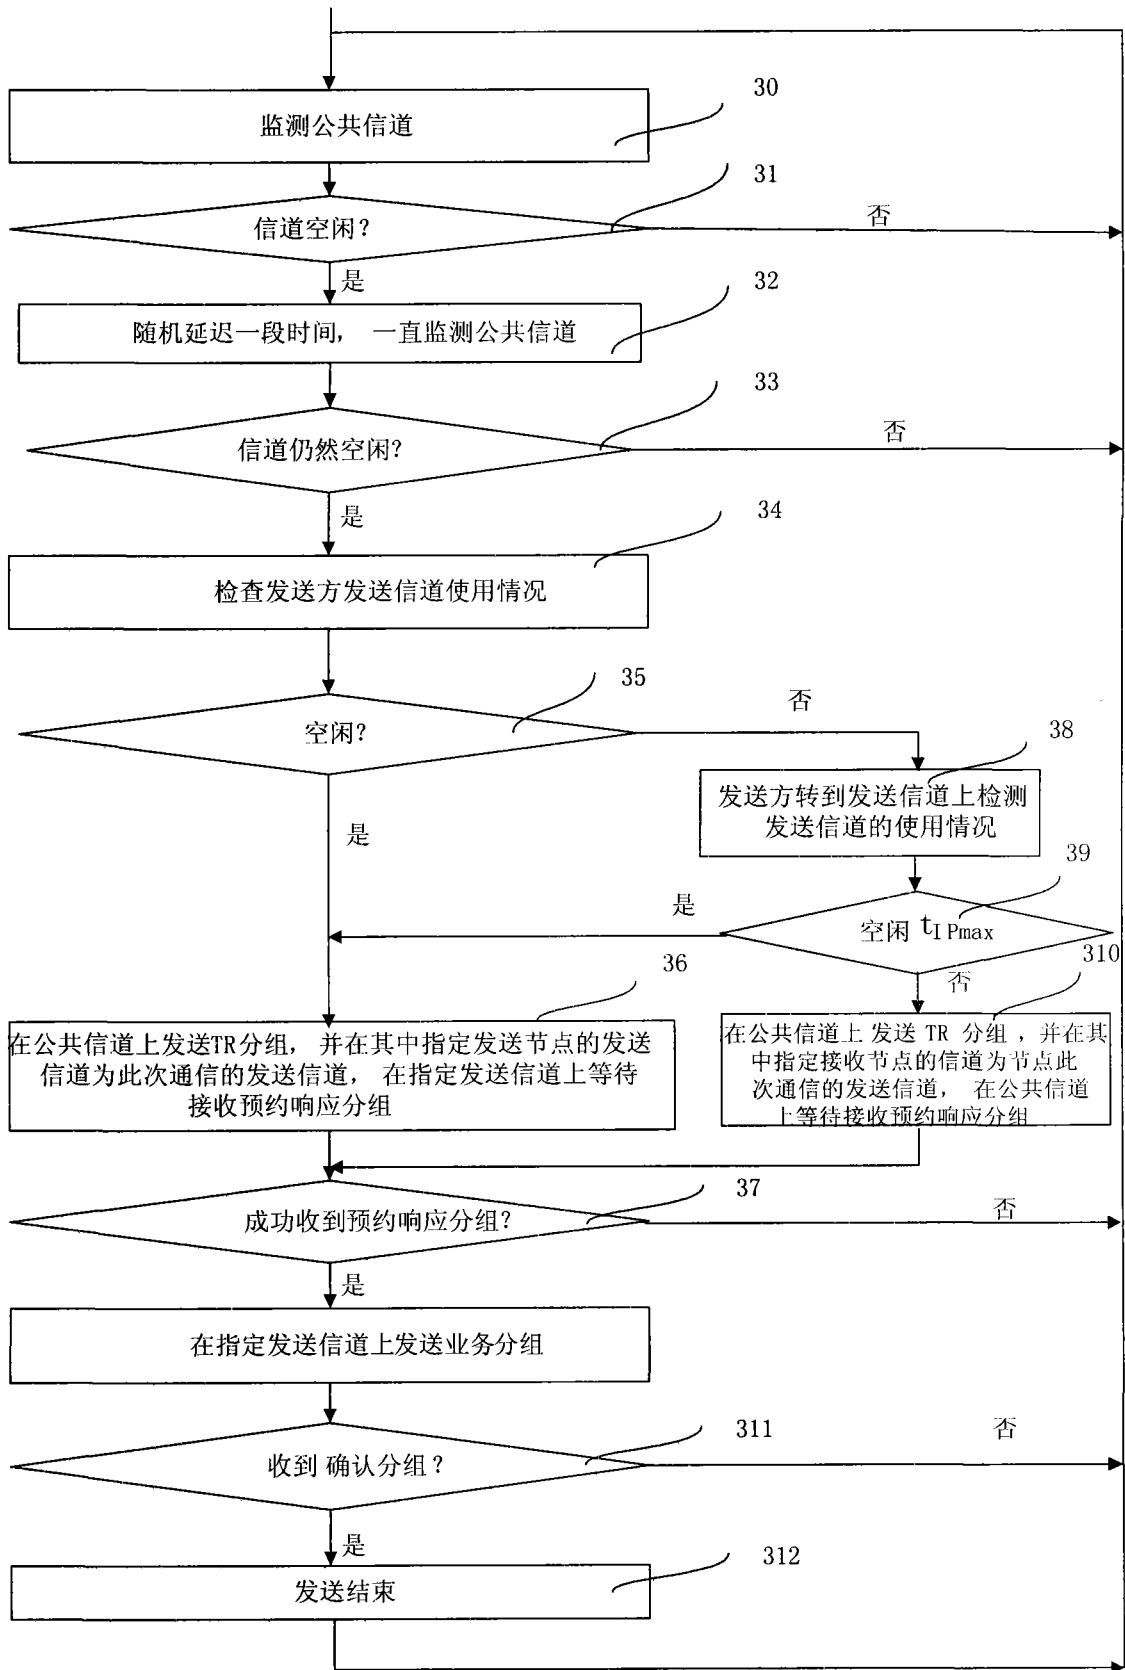 30
监测公共信道
31
信道空闲?
否
是
32
随机延迟一段时间, 一直监测公共信道
33
信道仍然空闲?
否
是
34
检查发送方发送信道使用情况
35
空闲?
否
38
发送方转到发送信道上检测
发送信道的使用情况
是
39
是
空闲 tIPmax
36
310
否
在公共信道上发送TR分组, 并在其中指定发送节点的发送
信道为此次通信的发送信道, 在指定发送信道上等待
接收预约响应分组
在公共信道上 发送 TR 分组 , 并在其
中指定接收节点的信道为节点此
次通信的发送信道, 在公共信道
上等待接收预约响应分组
37
成功收到预约响应分组?
否
是
在指定发送信道上发送业务分组
311
收到 确认分组?
否
是
312
发送结束